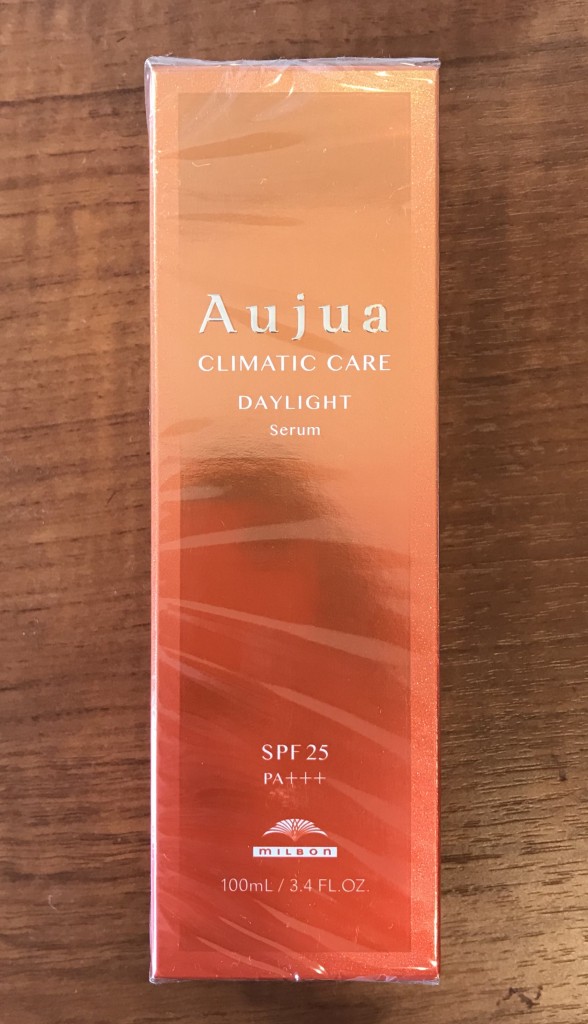 Aujua
CLIMATIC CARE
DAYLIGHT
Serum
SPF 25
PA+++
MILBON
100mL / 3.4 FL.OZ.